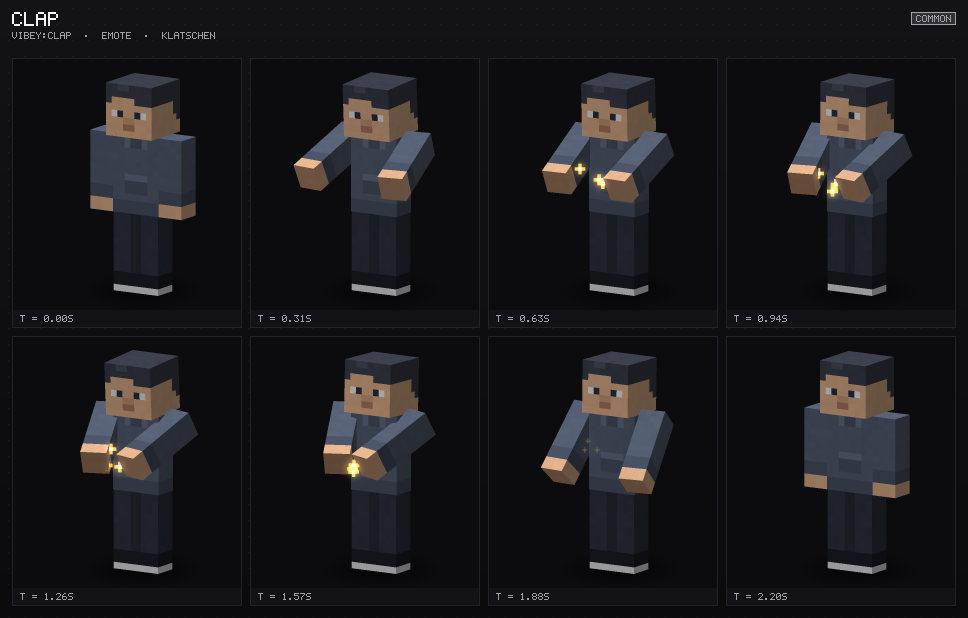 CLAP
COMMON
VIBEY:CLAP · EMOTE · KLATSCHEN
T = 0.00S
T = 0.31S
T = 0.63S
T = 0.94S
T = 1.26S
T = 1.57S
T = 1.88S
T = 2.20S